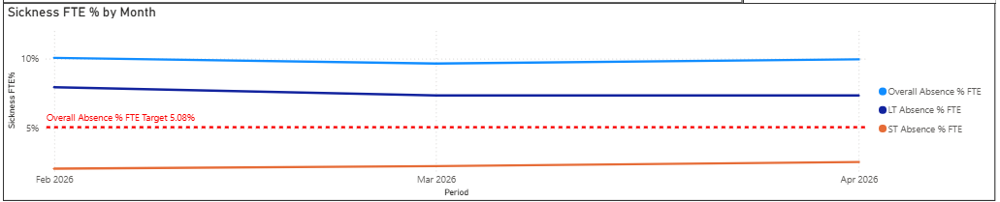 Sickness FTE % by Month
10%
5%
Sickness FTE%
Overall Absence % FTE Target 5.08%
Overall Absence % FTE
LT Absence % FTE
ST Absence % FTE
Feb 2026
Mar 2026
Apr 2026
Period